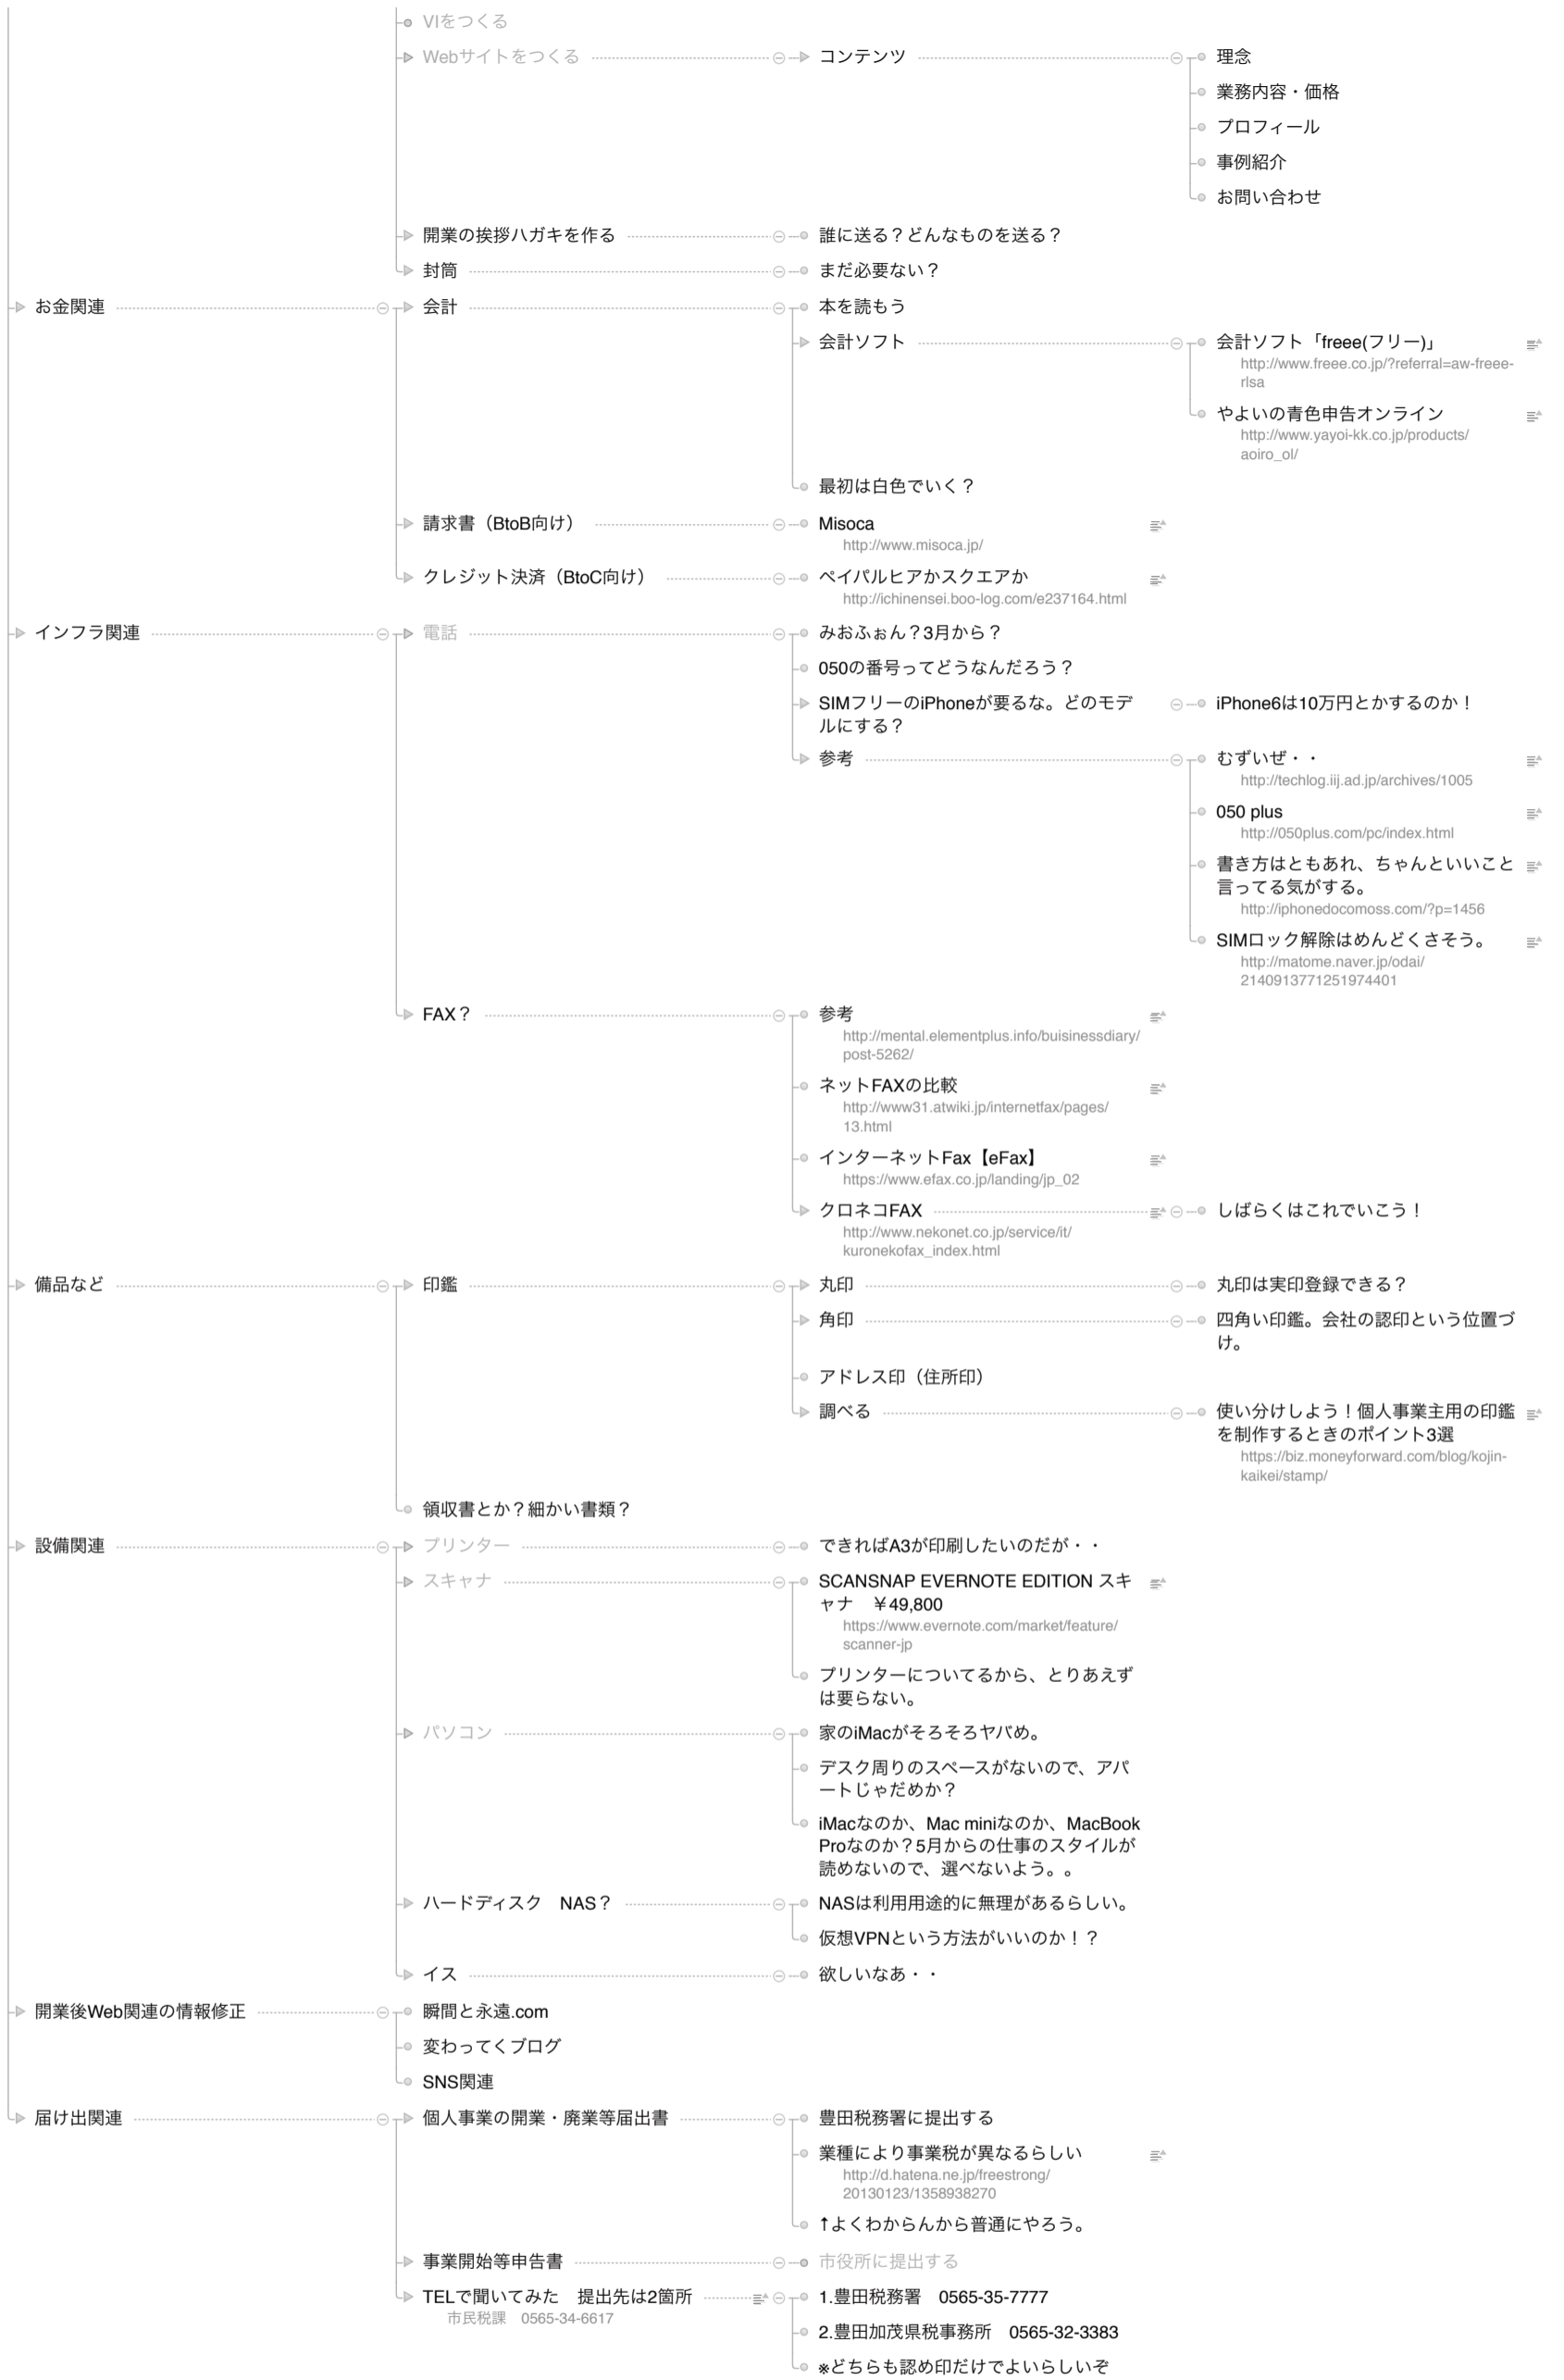 VIをつくる
Webサイトをつくる
コンテンツ
理念
業務内容・価格
プロフィール
事例紹介
お問い合わせ
開業の挨拶ハガキを作る
誰に送る？どんなものを送る？
封筒
まだ必要ない？
お金関連
会計
本を読もう
会計ソフト
会計ソフト「freee(フリー)」
http://www.freee.co.jp/?referral=aw-freee-
rlsa
やよいの青色申告オンライン
http://www.yayoi-kk.co.jp/products/
aoiro_ol/
最初は白色でいく？
請求書（BtoB向け）
Misoca
http://www.misoca.jp/
クレジット決済（BtoC向け）
ペイパルヒアかスクエアか
http://ichinensei.boo-log.com/e237164.html
インフラ関連
電話
みおふぉん？3月から？
050の番号ってどうなんだろう？
SIMフリーのiPhoneが要るな。どのモデ
ルにする？
iPhone6は10万円とかするのか！
参考
むずいぜ・・
http://techlog.iij.ad.jp/archives/1005
050 plus
http://050plus.com/pc/index.html
書き方はともあれ、ちゃんといいこと
言ってる気がする。
http://iphonedocomoss.com/?p=1456
SIMロック解除はめんどくさそう。
http://matome.naver.jp/odai/
2140913771251974401
FAX？
参考
http://mental.elementplus.info/buisinessdiary/
post-5262/
ネットFAXの比較
http://www31.atwiki.jp/internetfax/pages/
13.html
インターネットFax【eFax】
https://www.efax.co.jp/landing/jp_02
クロネコFAX
http://www.nekonet.co.jp/service/it/
kuronekofax_index.html
しばらくはこれでいこう！
備品など
印鑑
丸印
丸印は実印登録できる？
角印
四角い印鑑。会社の認印という位置づ
け。
アドレス印（住所印）
調べる
使い分けしよう！個人事業主用の印鑑
を制作するときのポイント3選
https://biz.moneyforward.com/blog/kojin-
kaikei/stamp/
領収書とか？細かい書類？
設備関連
プリンター
できればA3が印刷したいのだが・・
スキャナ
SCANSNAP EVERNOTE EDITION スキ
ャナ　￥49,800
https://www.evernote.com/market/feature/
scanner-jp
プリンターについてるから、とりあえず
は要らない。
パソコン
家のiMacがそろそろヤバめ。
デスク周りのスペースがないので、アパ
ートじゃだめか？
iMacなのか、Mac miniなのか、MacBook
Proなのか？5月からの仕事のスタイルが
読めないので、選べないよう。。
ハードディスク　NAS？
NASは利用用途的に無理があるらしい。
仮想VPNという方法がいいのか！？
イス
欲しいなあ・・
開業後Web関連の情報修正
瞬間と永遠.com
変わってくブログ
SNS関連
届け出関連
個人事業の開業・廃業等届出書
豊田税務署に提出する
業種により事業税が異なるらしい
http://d.hatena.ne.jp/freestrong/
20130123/1358938270
↑よくわからんから普通にやろう。
事業開始等申告書
市役所に提出する
TELで聞いてみた　提出先は2箇所
市民税課　0565-34-6617
1.豊田税務署　0565-35-7777
2.豊田加茂県税事務所　0565-32-3383
※どちらも認め印だけでよいらしいぞ